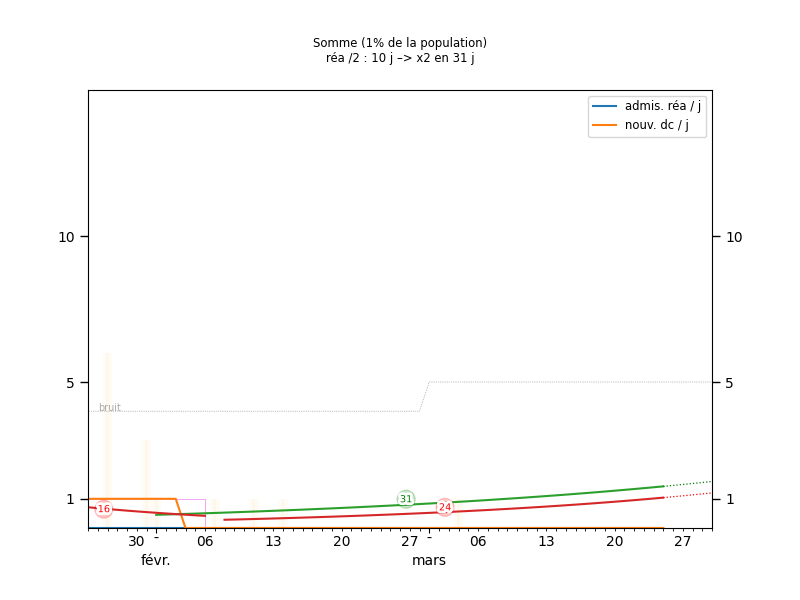 Somme (1% de la population)
réa /2 : 10 j –> x2 en 31 j
admis. réa / j
nouv. dc / j
10 10
5 5
bruit
1 1
-16 31 24
30 - 06 13 20 27 - 06 13 20 27
févr. mars